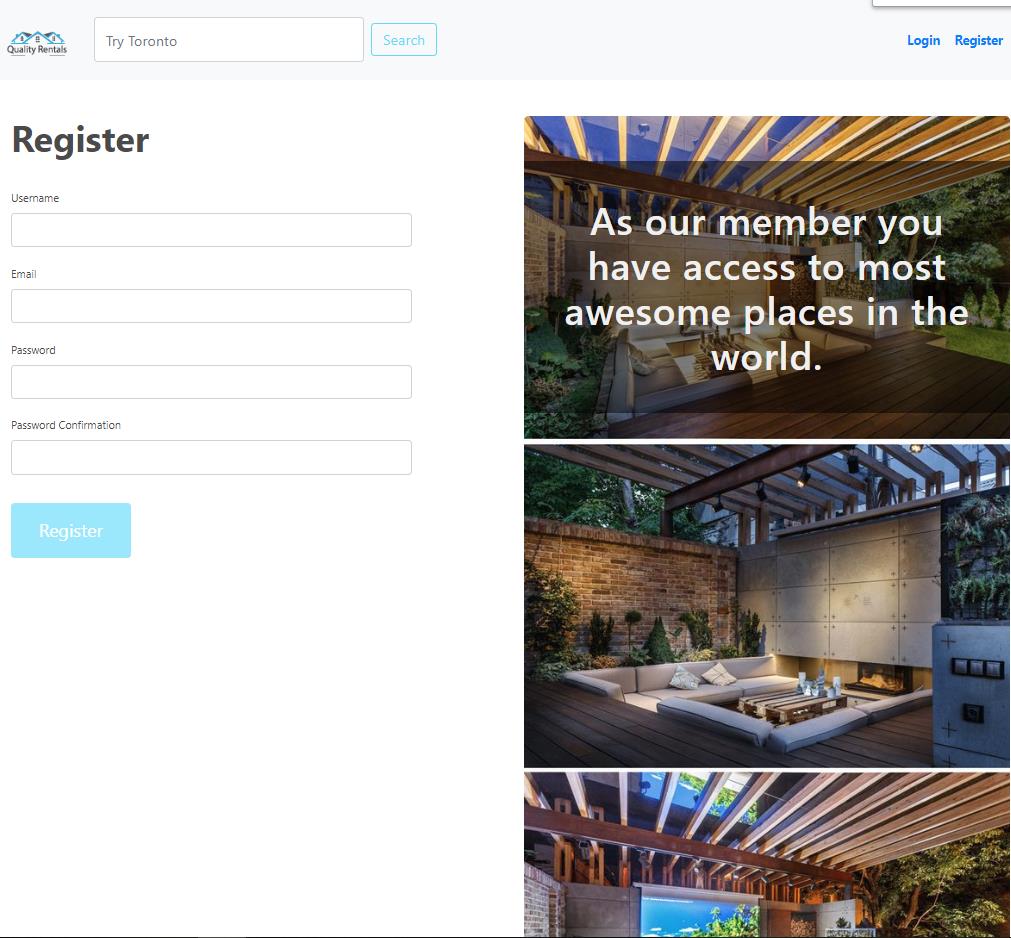 Quality Rentals
Try Toronto
Search
Login
Register
Register
Username
Email
Password
Password Confirmation
Register
As our member you
have access to most
awesome places in the
world.